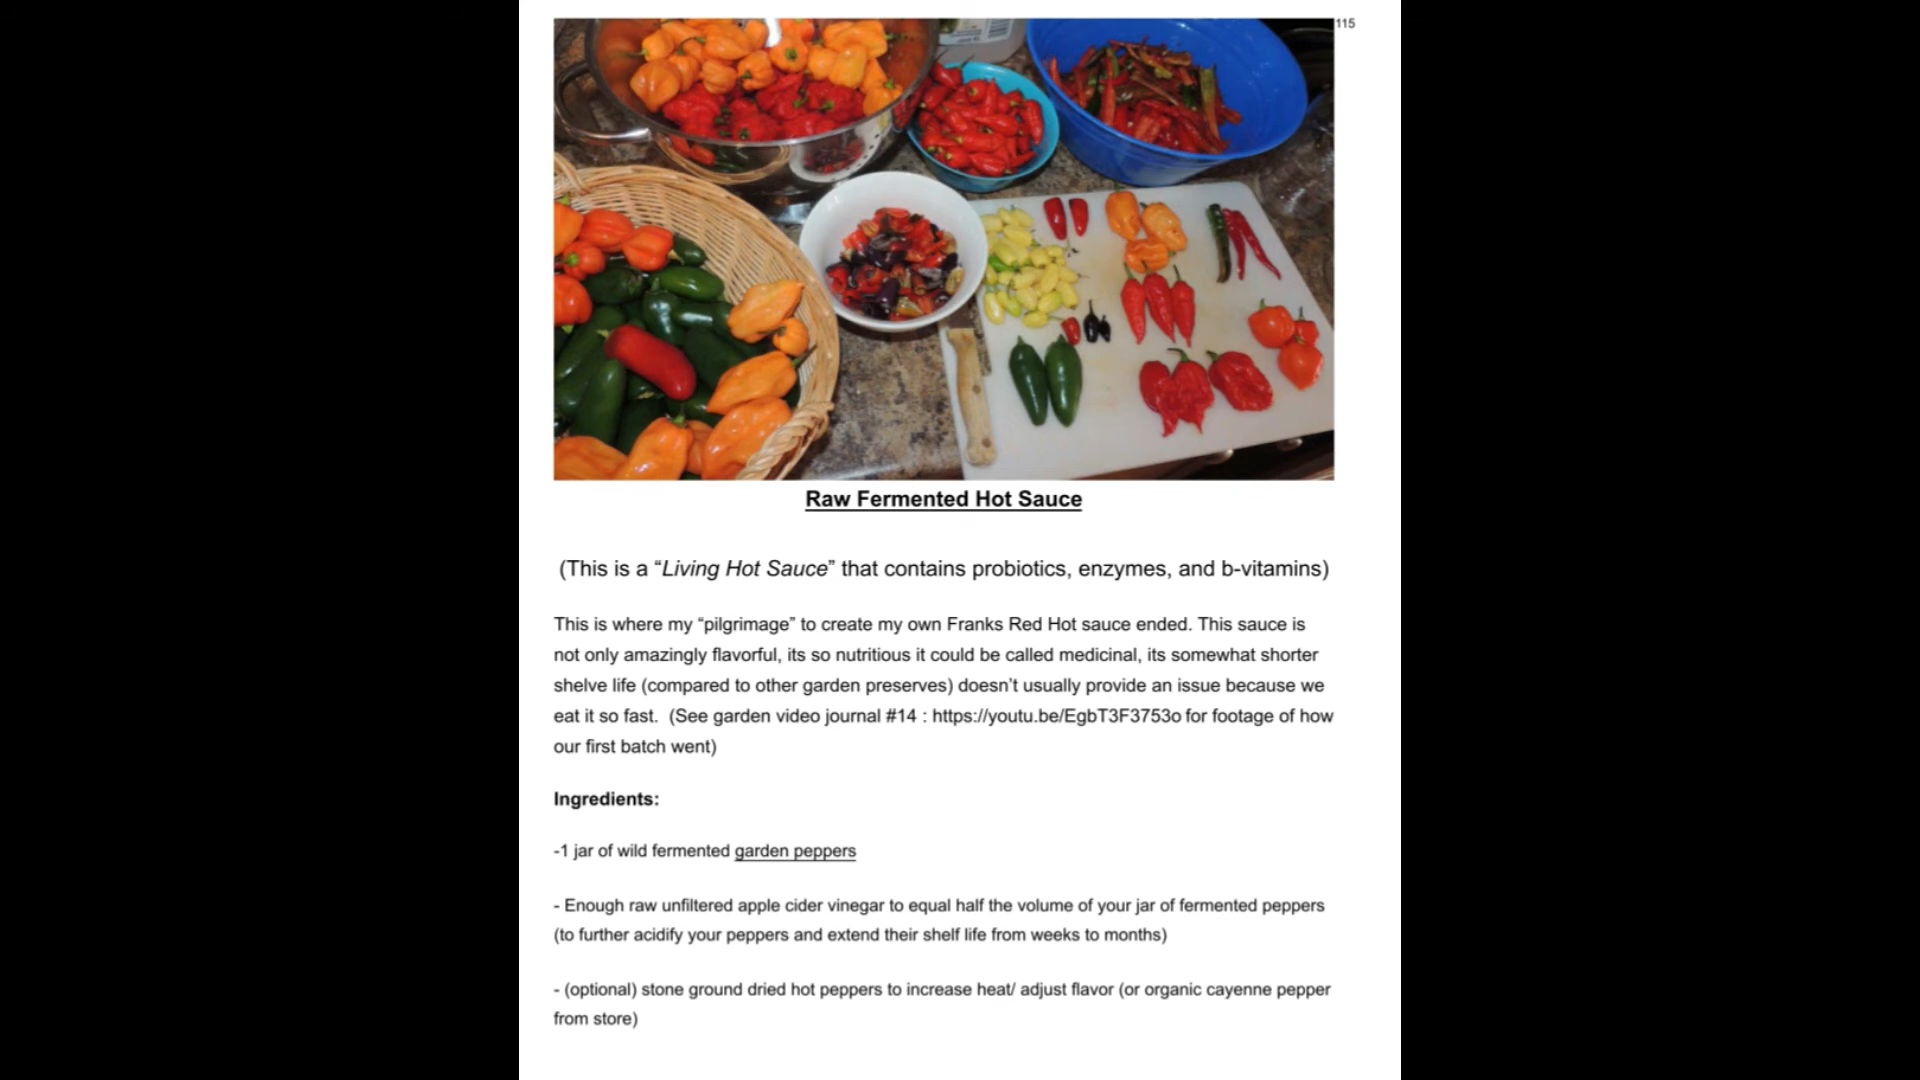 115
Raw Fermented Hot Sauce
(This is a “Living Hot Sauce” that contains probiotics, enzymes, and b-vitamins)
This is where my “pilgrimage” to create my own Franks Red Hot sauce ended. This sauce is
not only amazingly flavorful, its so nutritious it could be called medicinal, its somewhat shorter
shelve life (compared to other garden preserves) doesn’t usually provide an issue because we
eat it so fast.  (See garden video journal #14 : https://youtu.be/EgbT3F3753o for footage of how
our first batch went)
Ingredients:
-1 jar of wild fermented garden peppers
- Enough raw unfiltered apple cider vinegar to equal half the volume of your jar of fermented peppers
(to further acidify your peppers and extend their shelf life from weeks to months)
- (optional) stone ground dried hot peppers to increase heat/ adjust flavor (or organic cayenne pepper
from store)